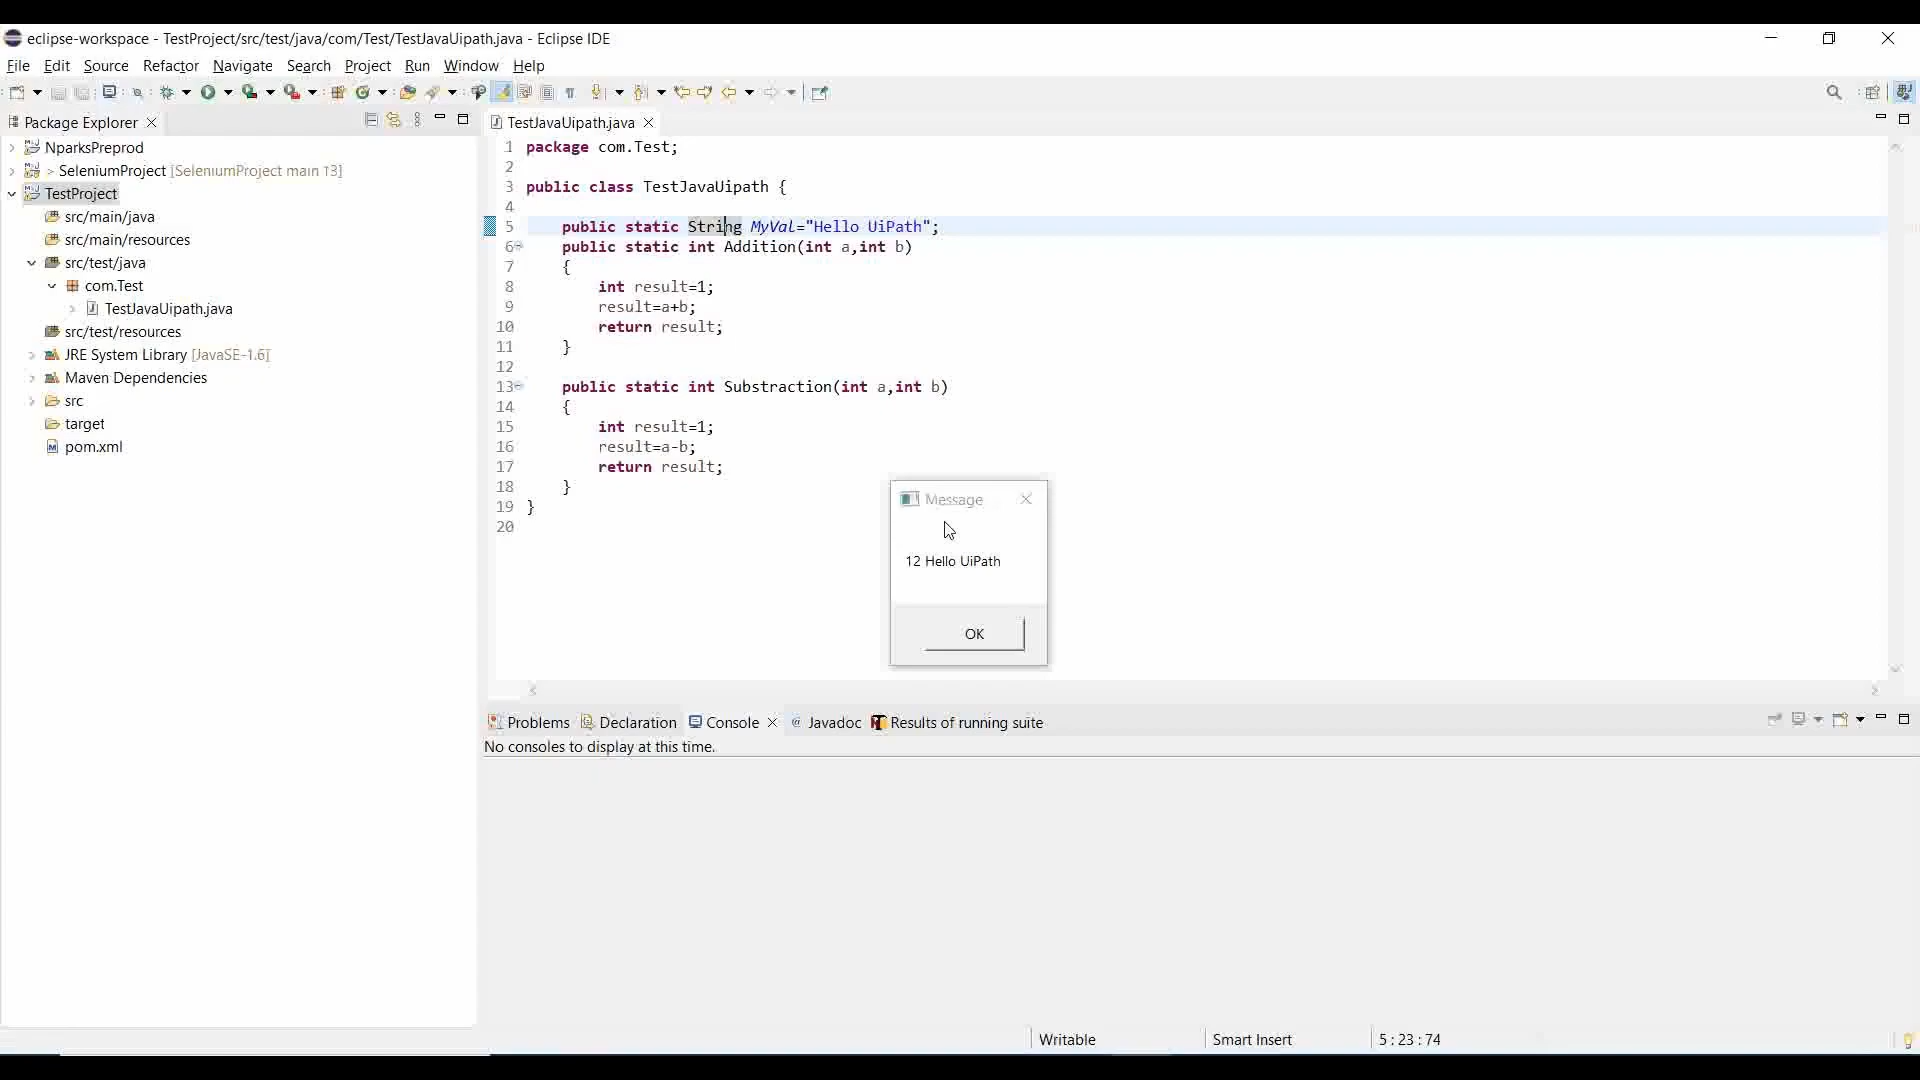 eclipse-workspace - TestProject/src/test/java/com/Test/TestJavaUipath.java - Eclipse IDE
File Edit Source Refactor Navigate Search Project Run Window Help
Package Explorer
NparksPreprod
> SeleniumProject [SeleniumProject main ↑3]
TestProject
src/main/java
src/main/resources
src/test/java
com.Test
TestJavaUipath.java
src/test/resources
JRE System Library [JavaSE-1.6]
Maven Dependencies
src
target
pom.xml
TestJavaUipath.java
1 package com.Test;
2
3 public class TestJavaUipath {
4
5 public static String MyVal="Hello UiPath";
6 public static int Addition(int a,int b)
7 {
8 int result=1;
9 result=a+b;
10 return result;
11 }
12
13 public static int Substraction(int a,int b)
14 {
15 int result=1;
16 result=a-b;
17 return result;
18 }
19 }
20
Message
12 Hello UiPath
OK
Problems Declaration Console @ Javadoc Results of running suite
No consoles to display at this time.
Writable Smart Insert 5 : 23 : 74